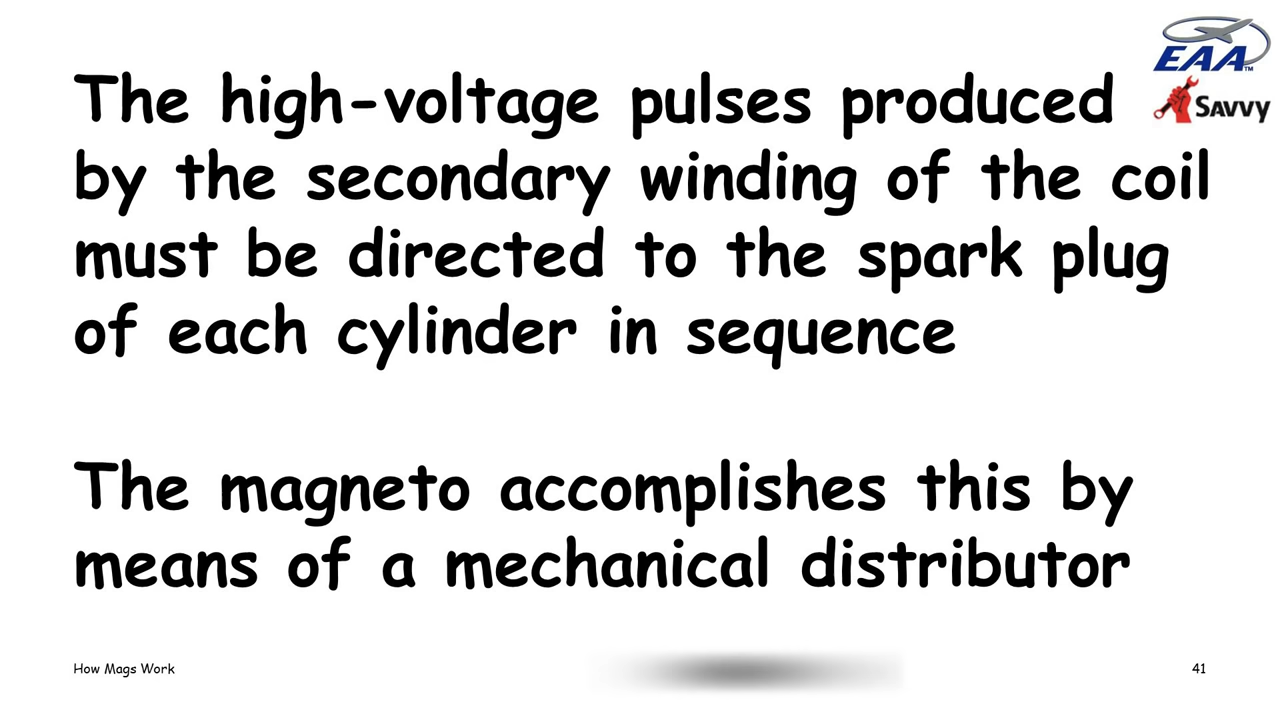 EAA™
SAVVY
The high-voltage pulses produced
by the secondary winding of the coil
must be directed to the spark plug
of each cylinder in sequence
The magneto accomplishes this by
means of a mechanical distributor
How Mags Work
41